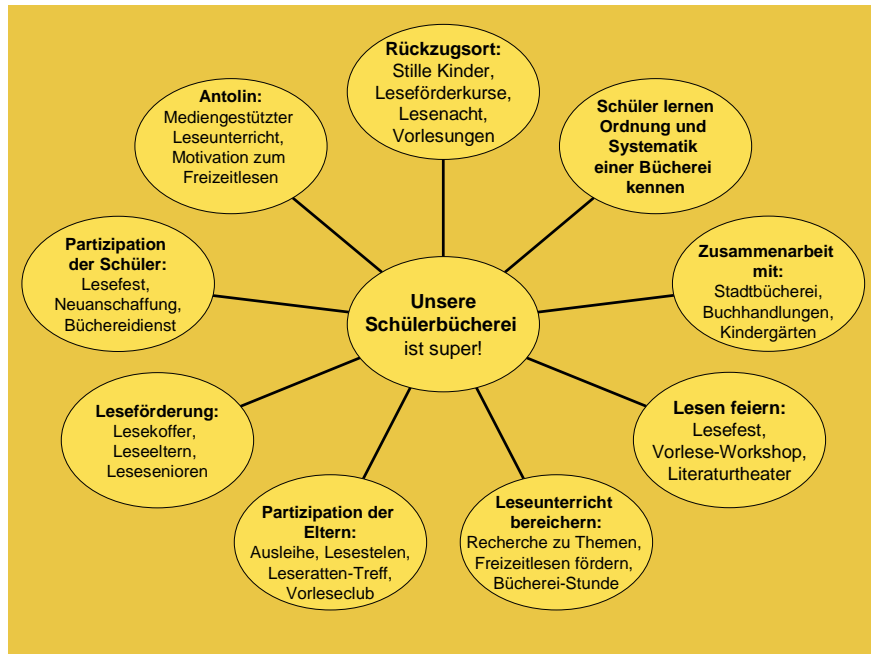 Rückzugsort:
Stille Kinder,
Leseförderkurse,
Lesenacht,
Vorlesungen
Antolin:
Mediengestützter
Leseunterricht,
Motivation zum
Freizeitlesen
Schüler lernen
Ordnung und
Systematik
einer Bücherei
kennen
Partizipation
der Schüler:
Lesefest,
Neuanschaffung,
Büchereidienst
Zusammenarbeit
mit:
Stadtbücherei,
Buchhandlungen,
Kindergärten
Unsere
Schülerbücherei
ist super!
Leseförderung:
Lesekoffer,
Leseeltern,
Lesesenioren
Lesen feiern:
Lesefest,
Vorlese-Workshop,
Literaturtheater
Partizipation der
Eltern:
Ausleihe, Lesestelen,
Leseratten-Treff,
Vorleseclub
Leseunterricht
bereichern:
Recherche zu Themen,
Freizeitlesen fördern,
Bücherei-Stunde